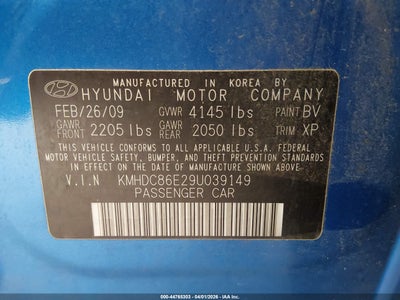 MANUFACTURED IN KOREA BY
HYUNDAI MOTOR COMPANY
FEB/26/09 GVWR 4145 lbs PAINT BV
GAWR FRONT 2205 lbs GAWR REAR 2050 lbs TRIM XP
THIS VEHICLE CONFORMS TO ALL APPLICABLE U.S.A. FEDERAL
MOTOR VEHICLE SAFETY, BUMPER, AND THEFT PREVENTION STANDARDS
IN EFFECT ON THE DATE OF MANUFACTURE SHOWN ABOVE.
V.I.N KMHDC86E29U039149
PASSENGER CAR
000-44765303 - 04/01/2026 - IAA Inc.